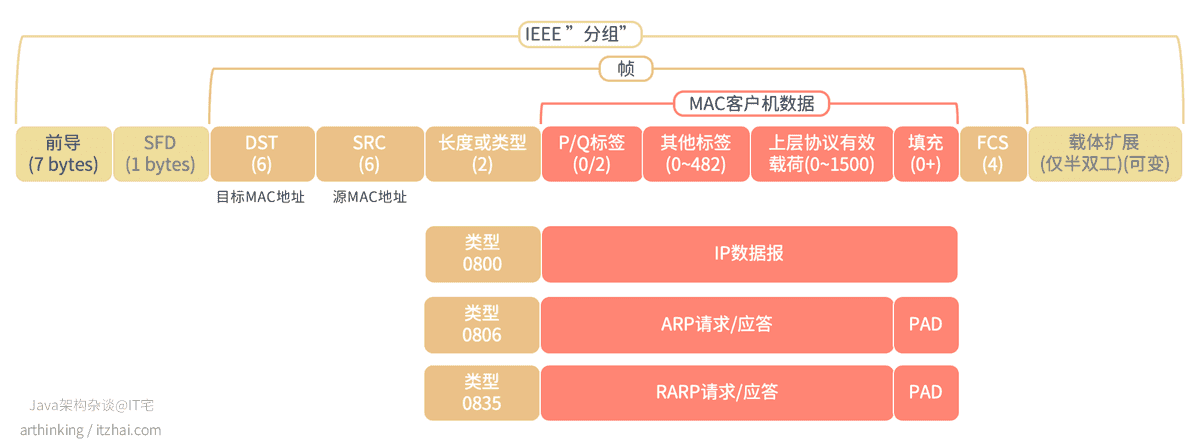 IEEE ”分组”
帧
MAC客户机数据
前导
(7 bytes)
SFD
(1 bytes)
DST
(6)
SRC
(6)
长度或类型
(2)
P/Q标签
(0/2)
其他标签
(0~482)
上层协议有效
载荷(0~1500)
填充
(0+)
FCS
(4)
载体扩展
(仅半双工)(可变)
目标MAC地址
源MAC地址
类型
0800
IP数据报
类型
0806
ARP请求/应答
PAD
类型
0835
RARP请求/应答
PAD
Java架构杂谈@IT宅
arthinking / itzhai.com